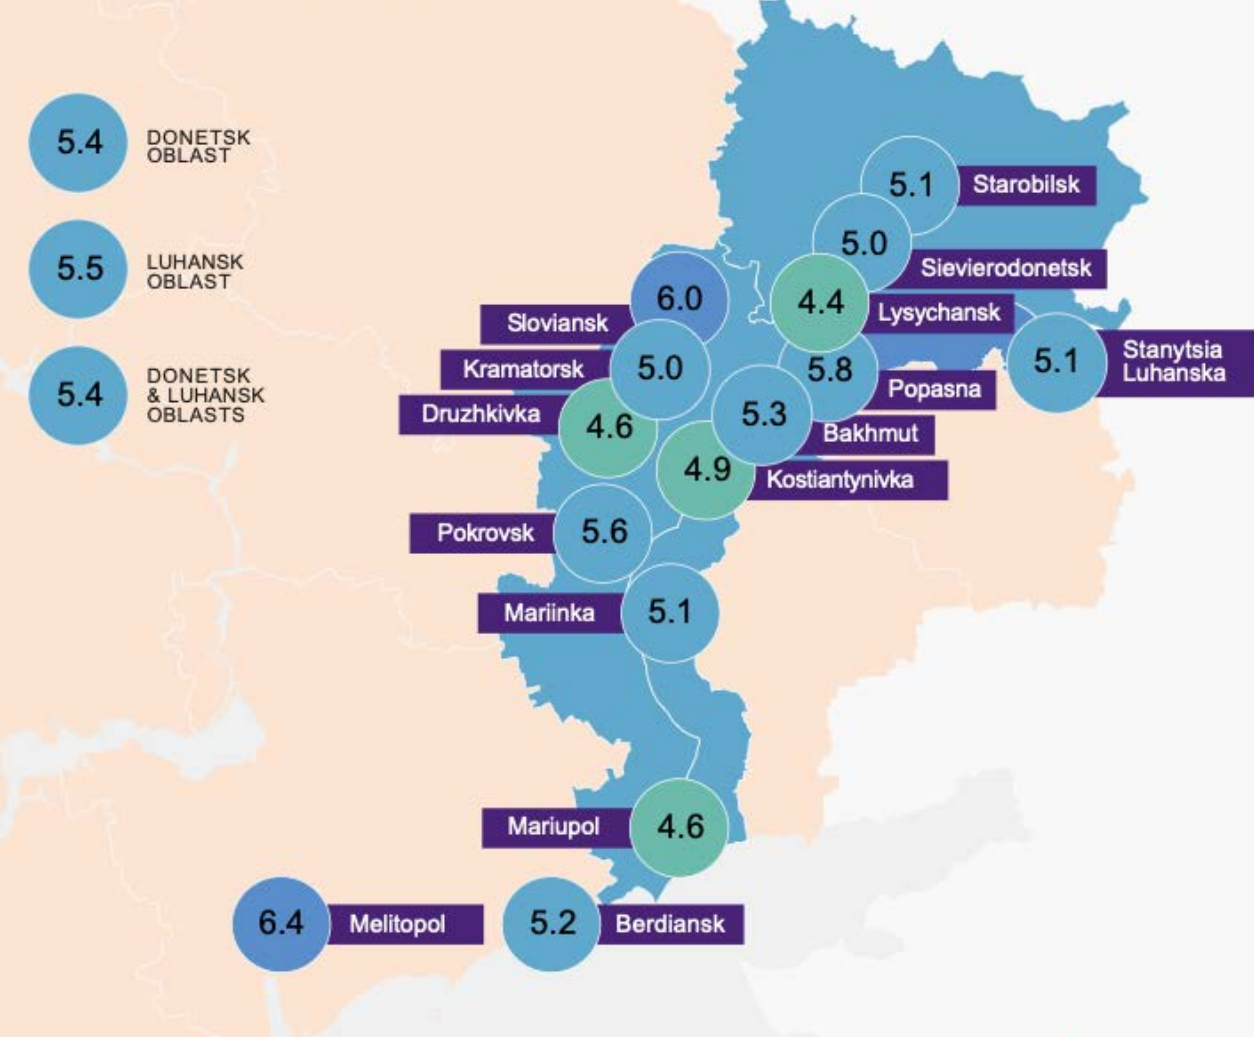 5.4
DONETSK
OBLAST
5.5
LUHANSK
OBLAST
5.4
DONETSK
& LUHANSK
OBLASTS
5.1
Starobilsk
5.0
Sievierodonetsk
6.0
Sloviansk
4.4
Lysychansk
5.0
Kramatorsk
5.8
Popasna
5.1
Stanytsia
Luhanska
4.6
Druzhkivka
5.3
Bakhmut
4.9
Kostiantynivka
5.6
Pokrovsk
5.1
Mariinka
4.6
Mariupol
6.4
Melitopol
5.2
Berdiansk